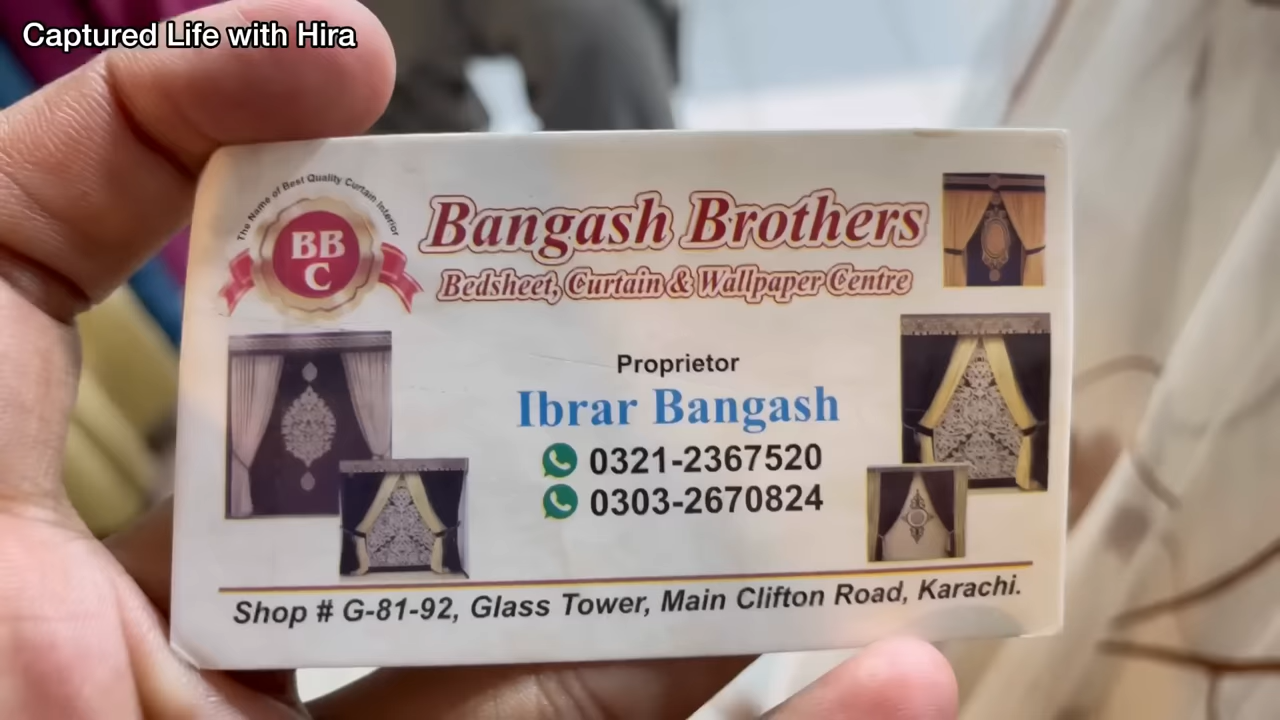 Captured Life with Hira
The Name of Best Quality Curtain Interior
BB
C
Bangash Brothers
Bedsheet, Curtain & Wallpaper Centre
Proprietor
Ibrar Bangash
0321-2367520
0303-2670824
Shop # G-81-92, Glass Tower, Main Clifton Road, Karachi.